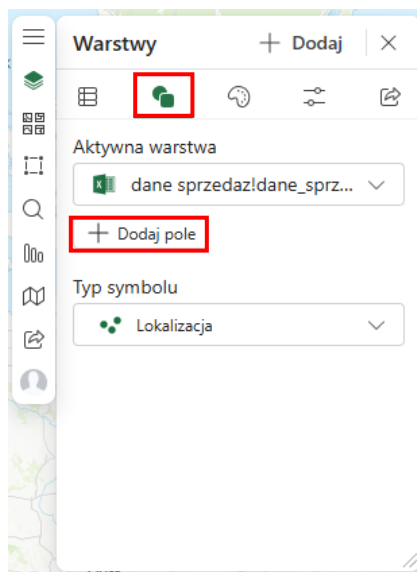 Warstwy + Dodaj
Aktywna warstwa
dane sprzedaz!dane_sprz...
+ Dodaj pole
Typ symbolu
Lokalizacja